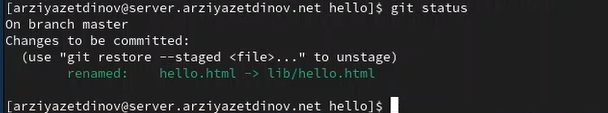 [arziyazetdinov@server.arziyazetdinov.net hello]$ git status
On branch master
Changes to be committed:
  (use "git restore --staged <file>..." to unstage)
        renamed:    hello.html -> lib/hello.html

[arziyazetdinov@server.arziyazetdinov.net hello]$